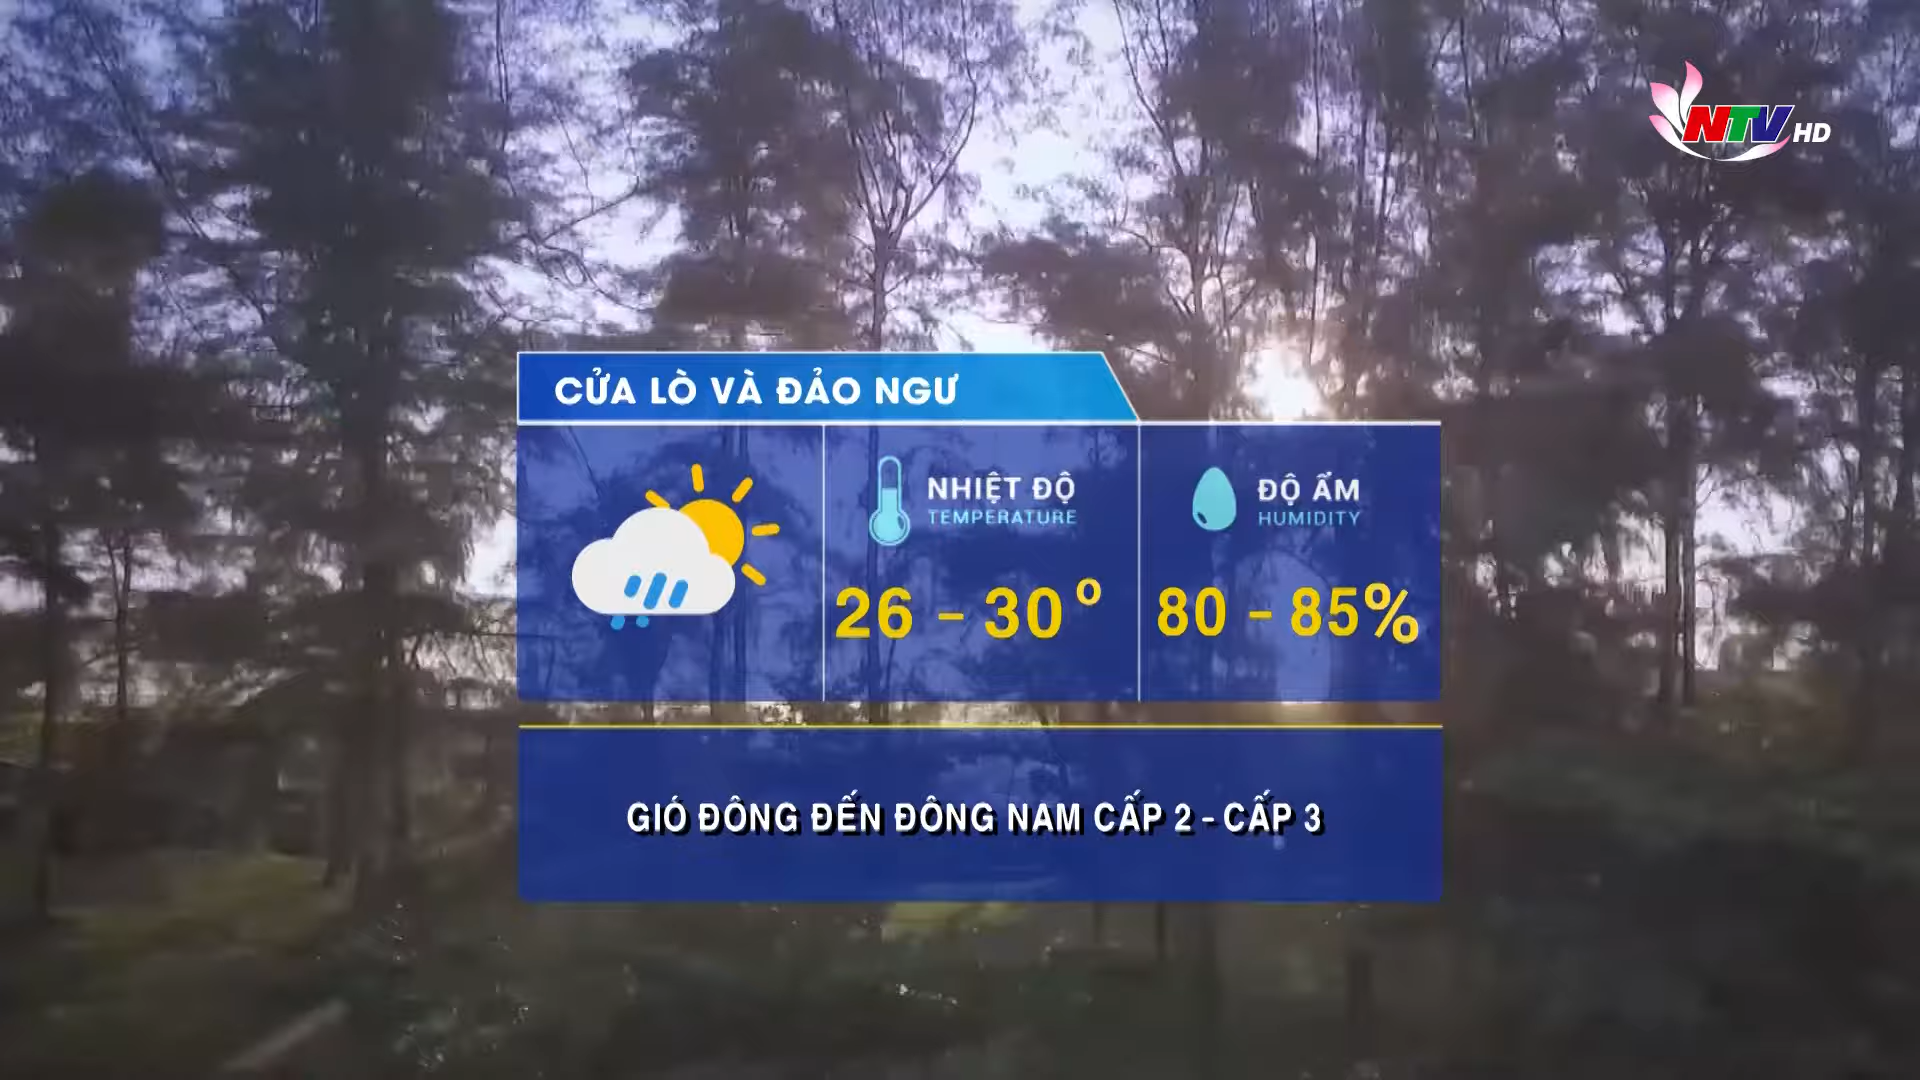 NTV HD
CỬA LÒ VÀ ĐẢO NGƯ
NHIỆT ĐỘ
TEMPERATURE
26 - 30°
ĐỘ ẨM
HUMIDITY
80 - 85%
GIÓ ĐÔNG ĐẾN ĐÔNG NAM CẤP 2 - CẤP 3